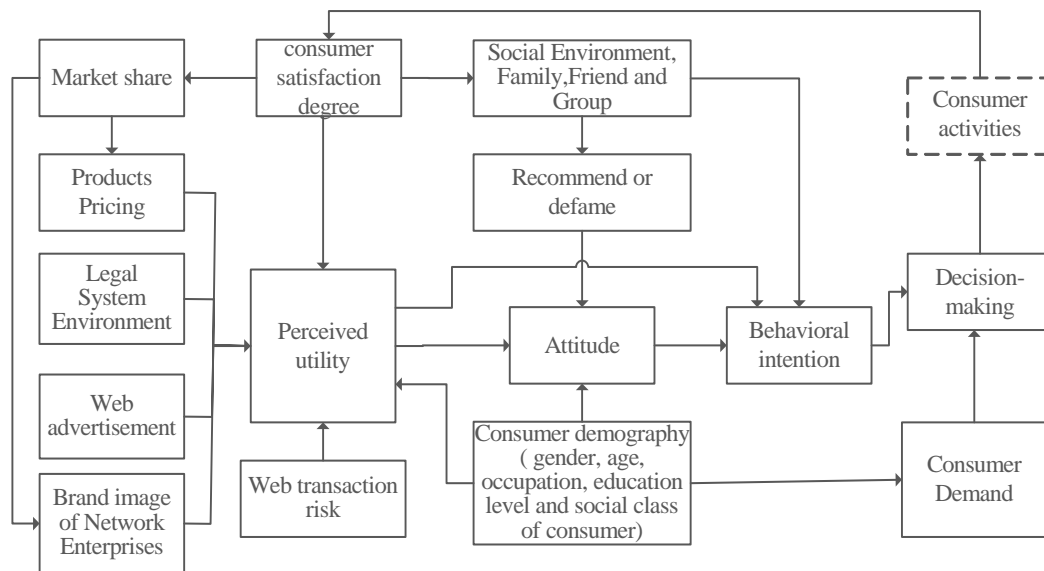 Market share
consumer
satisfaction
degree
Social Environment,
Family,Friend and
Group
Consumer
activities
Products
Pricing
Recommend or
defame
Legal
System
Environment
Perceived
utility
Attitude
Behavioral
intention
Decision-
making
Web
advertisement
Brand image
of Network
Enterprises
Web transaction
risk
Consumer demography
( gender, age,
occupation, education
level and social class
of consumer)
Consumer
Demand